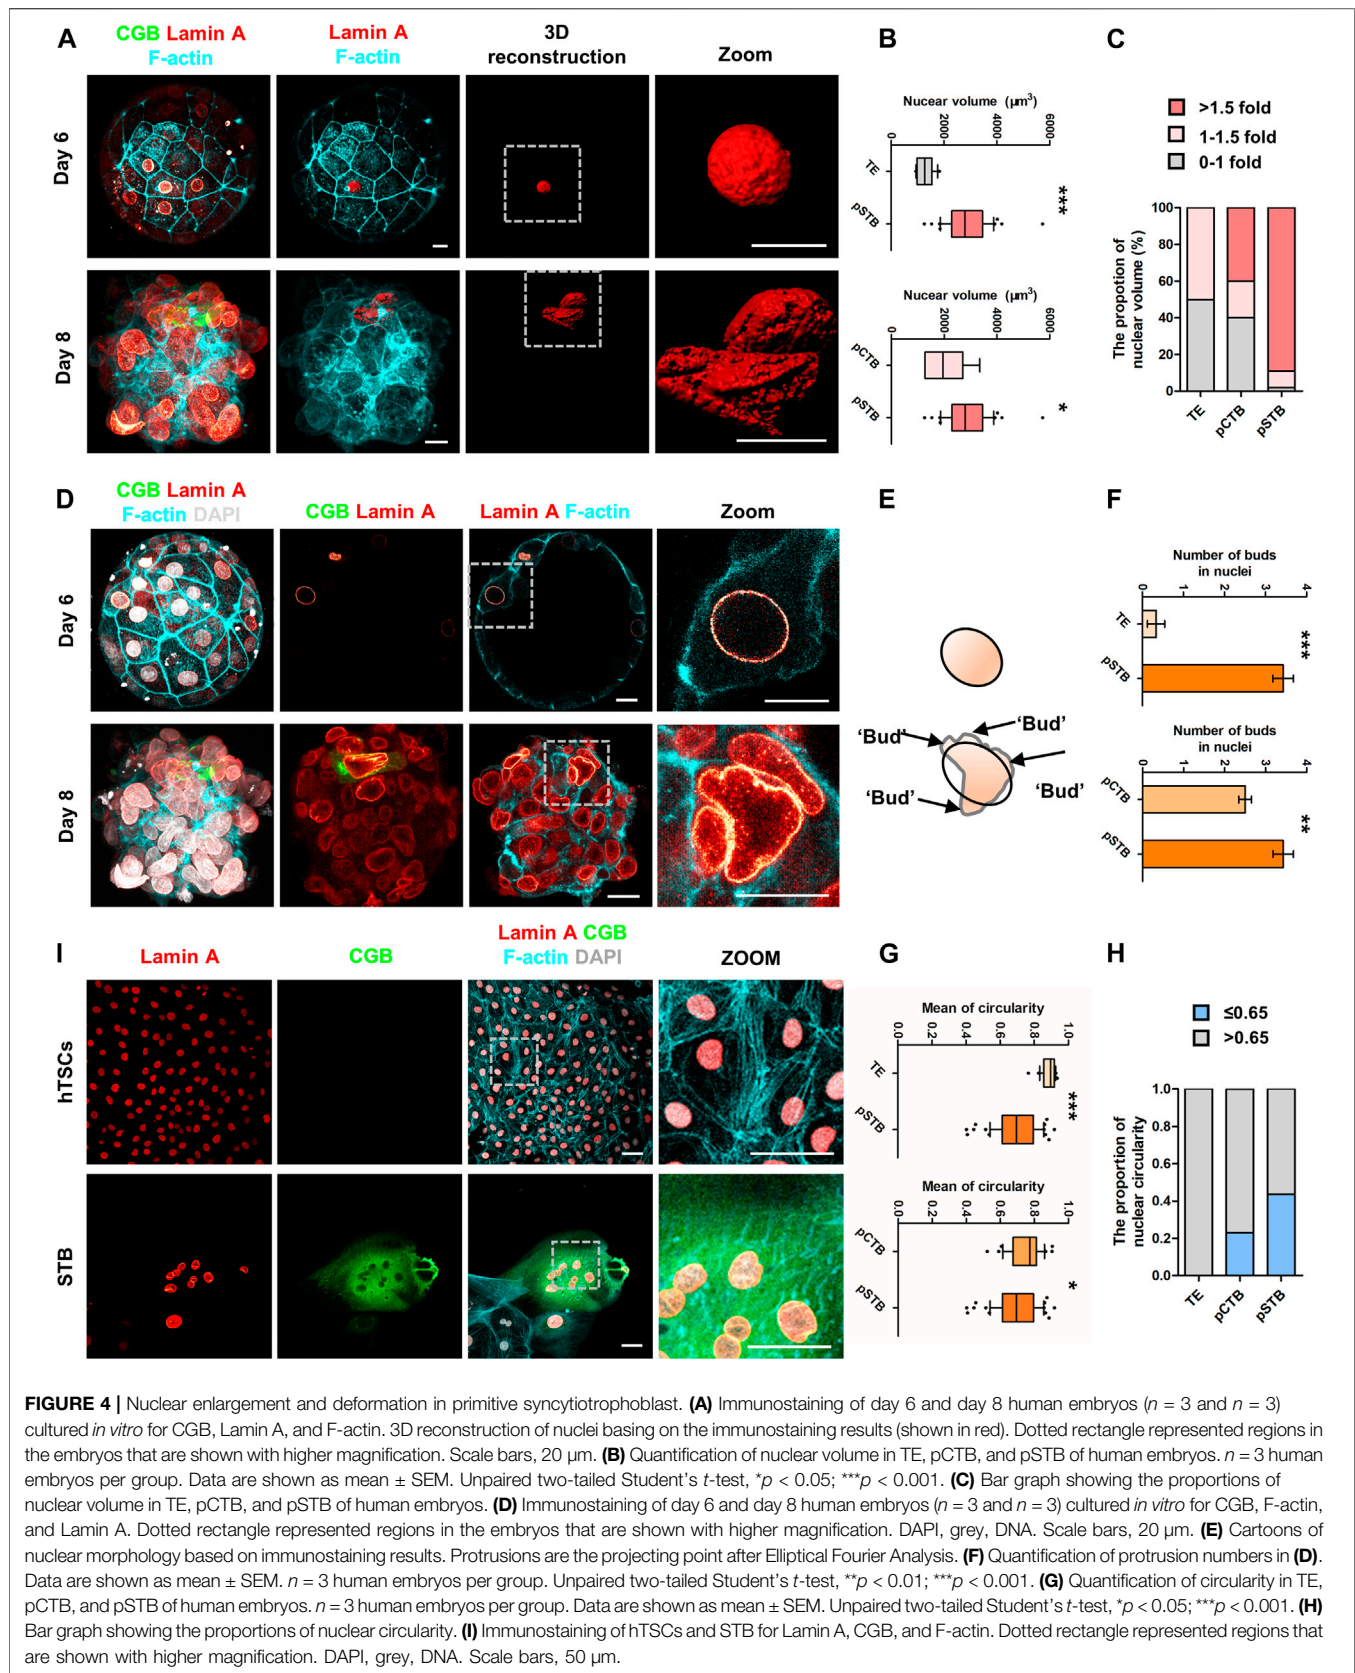 A
CGB Lamin A
F-actin
Lamin A
F-actin
3D
reconstruction
Zoom
Day 6
Day 8
B
Nucear volume (µm³)
0
2000
4000
6000
TE
pSTB
***
Nucear volume (µm³)
0
2000
4000
6000
pCTB
pSTB
*
C
>1.5 fold
1-1.5 fold
0-1 fold
The propotion of
nuclear volume (%)
100
80
60
40
20
0
TE
pCTB
pSTB
D
CGB Lamin A
F-actin DAPI
CGB Lamin A
Lamin A F-actin
Zoom
Day 6
Day 8
E
'Bud'
'Bud'
'Bud'
'Bud'
F
Number of buds
in nuclei
0
1
2
3
4
TE
pSTB
***
Number of buds
in nuclei
0
1
2
3
4
pCTB
pSTB
**
I
Lamin A
CGB
Lamin A CGB
F-actin DAPI
ZOOM
hTSCs
STB
G
Mean of circularity
0.0
0.2
0.4
0.6
0.8
1.0
TE
pSTB
***
Mean of circularity
0.0
0.2
0.4
0.6
0.8
1.0
pCTB
pSTB
*
H
≤0.65
>0.65
The proportion of
nuclear circularity
1.0
0.8
0.6
0.4
0.2
0.0
TE
pCTB
pSTB
FIGURE 4 | Nuclear enlargement and deformation in primitive syncytiotrophoblast. (A) Immunostaining of day 6 and day 8 human embryos (n = 3 and n = 3)
cultured in vitro for CGB, Lamin A, and F-actin. 3D reconstruction of nuclei basing on the immunostaining results (shown in red). Dotted rectangle represented regions in
the embryos that are shown with higher magnification. Scale bars, 20 µm. (B) Quantification of nuclear volume in TE, pCTB, and pSTB of human embryos. n = 3 human
embryos per group. Data are shown as mean ± SEM. Unpaired two-tailed Student's t-test, *p < 0.05; ***p < 0.001. (C) Bar graph showing the proportions of
nuclear volume in TE, pCTB, and pSTB of human embryos. (D) Immunostaining of day 6 and day 8 human embryos (n = 3 and n = 3) cultured in vitro for CGB, F-actin,
and Lamin A. Dotted rectangle represented regions in the embryos that are shown with higher magnification. DAPI, grey, DNA. Scale bars, 20 µm. (E) Cartoons of
nuclear morphology based on immunostaining results. Protrusions are the projecting point after Elliptical Fourier Analysis. (F) Quantification of protrusion numbers in (D).
Data are shown as mean ± SEM. n = 3 human embryos per group. Unpaired two-tailed Student's t-test, **p < 0.01; ***p < 0.001. (G) Quantification of circularity in TE,
pCTB, and pSTB of human embryos. n = 3 human embryos per group. Data are shown as mean ± SEM. Unpaired two-tailed Student's t-test, *p < 0.05; ***p < 0.001. (H)
Bar graph showing the proportions of nuclear circularity. (I) Immunostaining of hTSCs and STB for Lamin A, CGB, and F-actin. Dotted rectangle represented regions that
are shown with higher magnification. DAPI, grey, DNA. Scale bars, 50 µm.